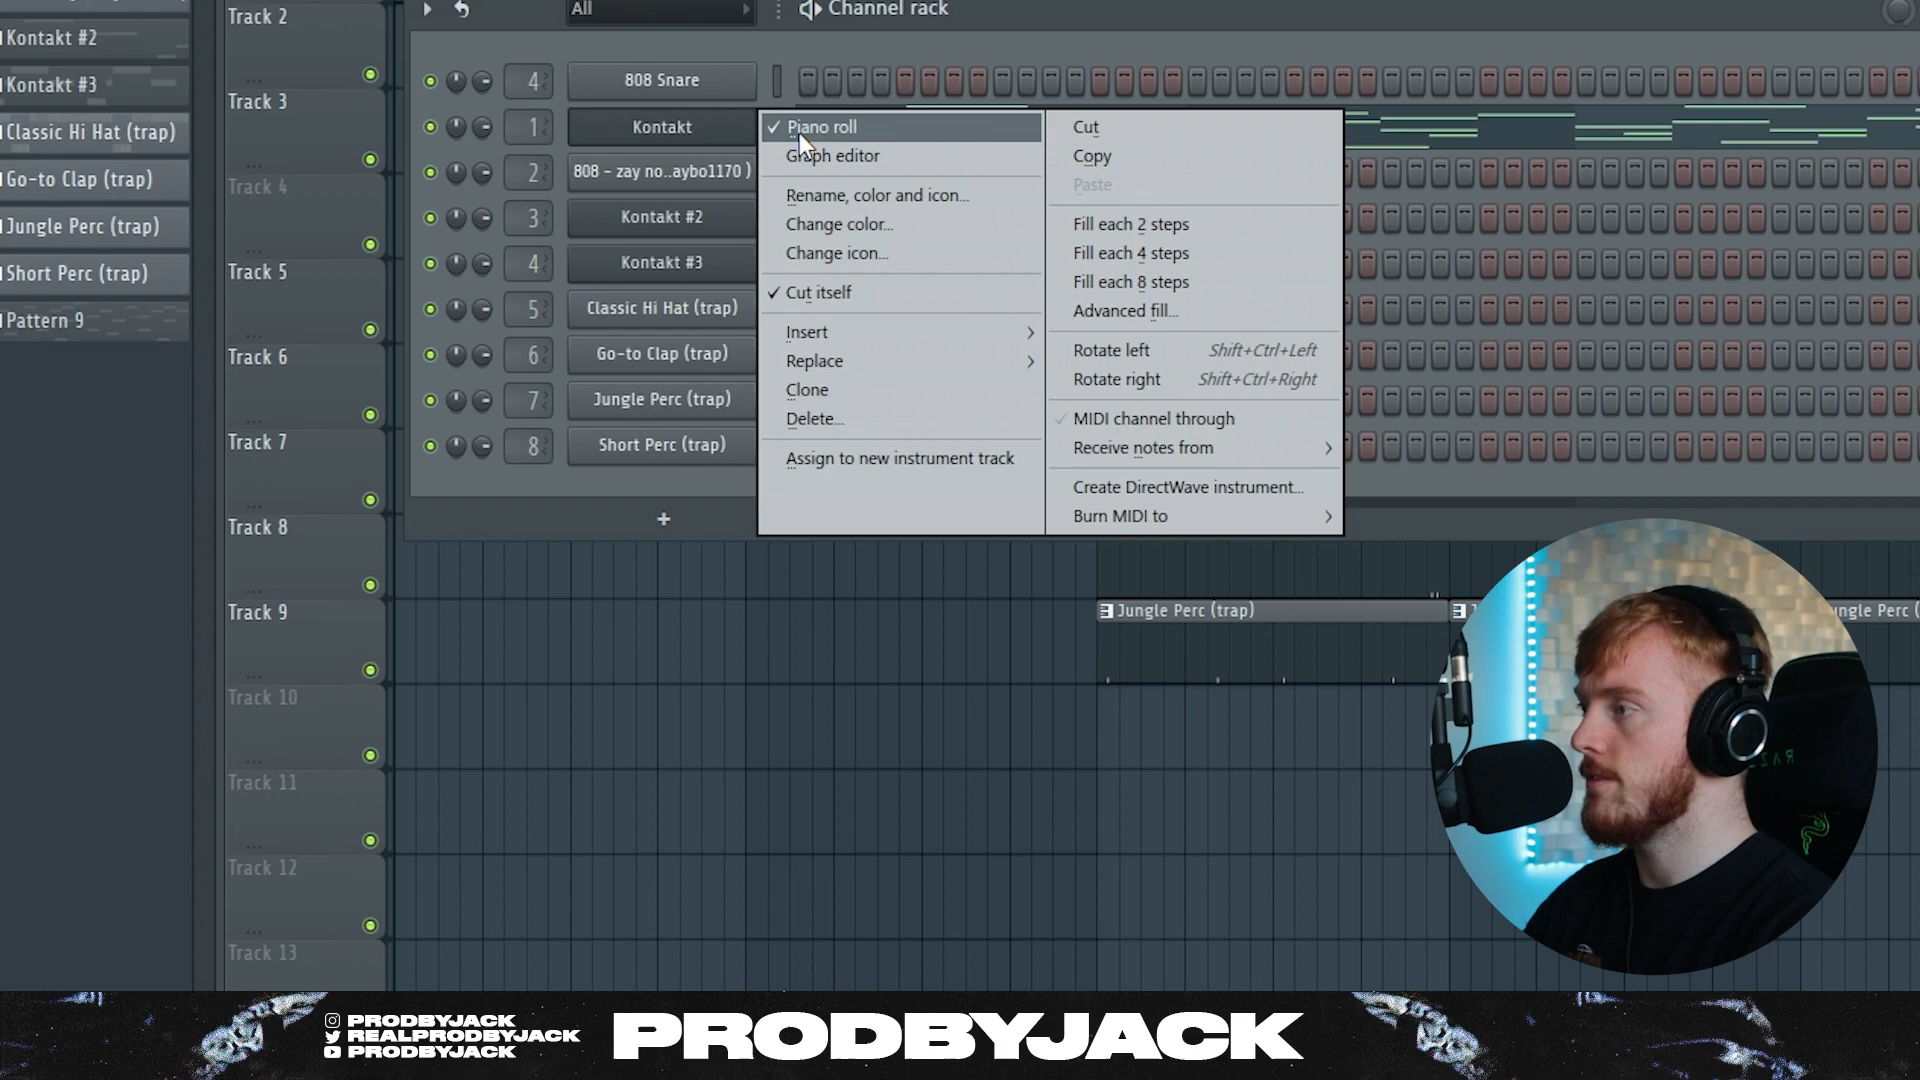 Track 2
Track 3
Track 4
Track 5
Track 6
Track 7
Track 8
Track 9
Track 10
Track 11
Track 12
Track 13
Kontakt #2
Kontakt #3
Classic Hi Hat (trap)
Go-to Clap (trap)
Jungle Perc (trap)
Short Perc (trap)
Pattern 9
All
Channel rack
4 808 Snare
1 Kontakt
2 808 - zay no..aybo1170 )
3 Kontakt #2
4 Kontakt #3
5 Classic Hi Hat (trap)
6 Go-to Clap (trap)
7 Jungle Perc (trap)
8 Short Perc (trap)
+
Piano roll
Graph editor
Rename, color and icon...
Change color...
Change icon...
Cut itself
Insert
Replace
Clone
Delete...
Assign to new instrument track
Cut
Copy
Paste
Fill each 2 steps
Fill each 4 steps
Fill each 8 steps
Advanced fill...
Rotate left Shift+Ctrl+Left
Rotate right Shift+Ctrl+Right
MIDI channel through
Receive notes from
Create DirectWave instrument...
Burn MIDI to
Jungle Perc (trap)
PRODBYJACK
REALPRODBYJACK
PRODBYJACK
PRODBYJACK